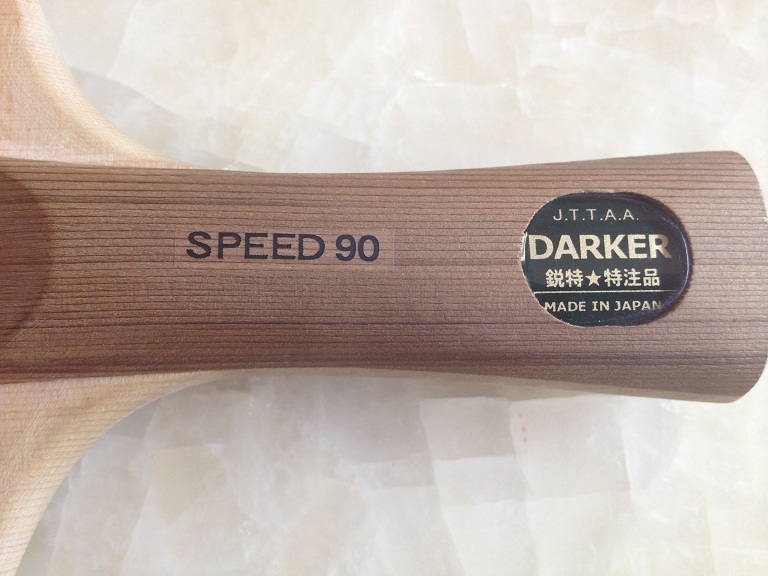 SPEED 90
J.T.T.A.A.
DARKER
鋭特★特注品
MADE IN JAPAN